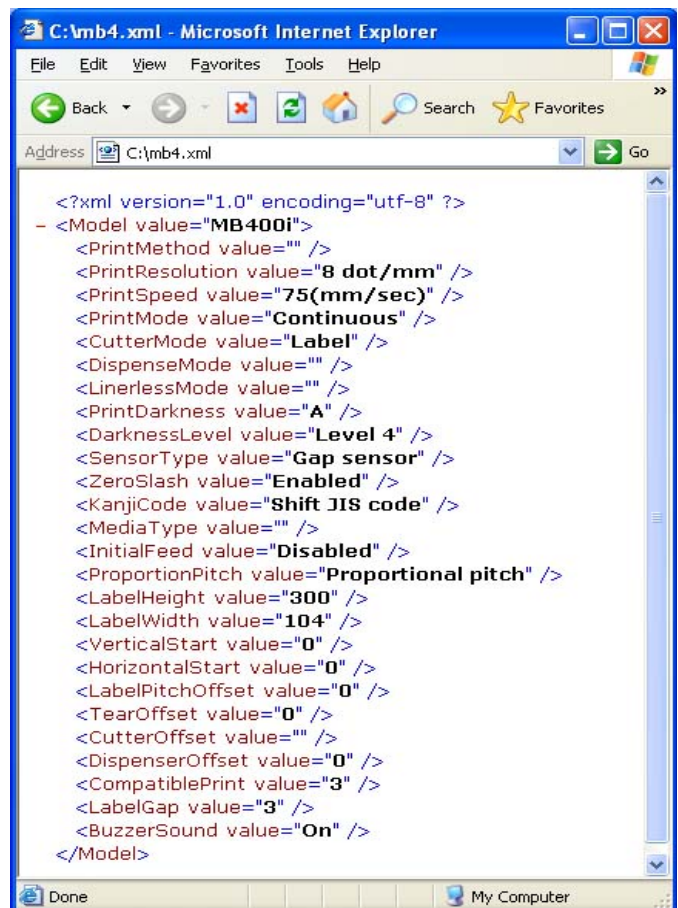 C:\mb4.xml - Microsoft Internet Explorer
File Edit View Favorites Tools Help
Back Search Favorites »
Address C:\mb4.xml Go
<?xml version="1.0" encoding="utf-8" ?>
- <Model value="MB400i">
<PrintMethod value="" />
<PrintResolution value="8 dot/mm" />
<PrintSpeed value="75(mm/sec)" />
<PrintMode value="Continuous" />
<CutterMode value="Label" />
<DispenseMode value="" />
<LinerlessMode value="" />
<PrintDarkness value="A" />
<DarknessLevel value="Level 4" />
<SensorType value="Gap sensor" />
<ZeroSlash value="Enabled" />
<KanjiCode value="Shift JIS code" />
<MediaType value="" />
<InitialFeed value="Disabled" />
<ProportionPitch value="Proportional pitch" />
<LabelHeight value="300" />
<LabelWidth value="104" />
<VerticalStart value="0" />
<HorizontalStart value="0" />
<LabelPitchOffset value="0" />
<TearOffset value="0" />
<CutterOffset value="" />
<DispenserOffset value="0" />
<CompatiblePrint value="3" />
<LabelGap value="3" />
<BuzzerSound value="On" />
</Model>
Done My Computer